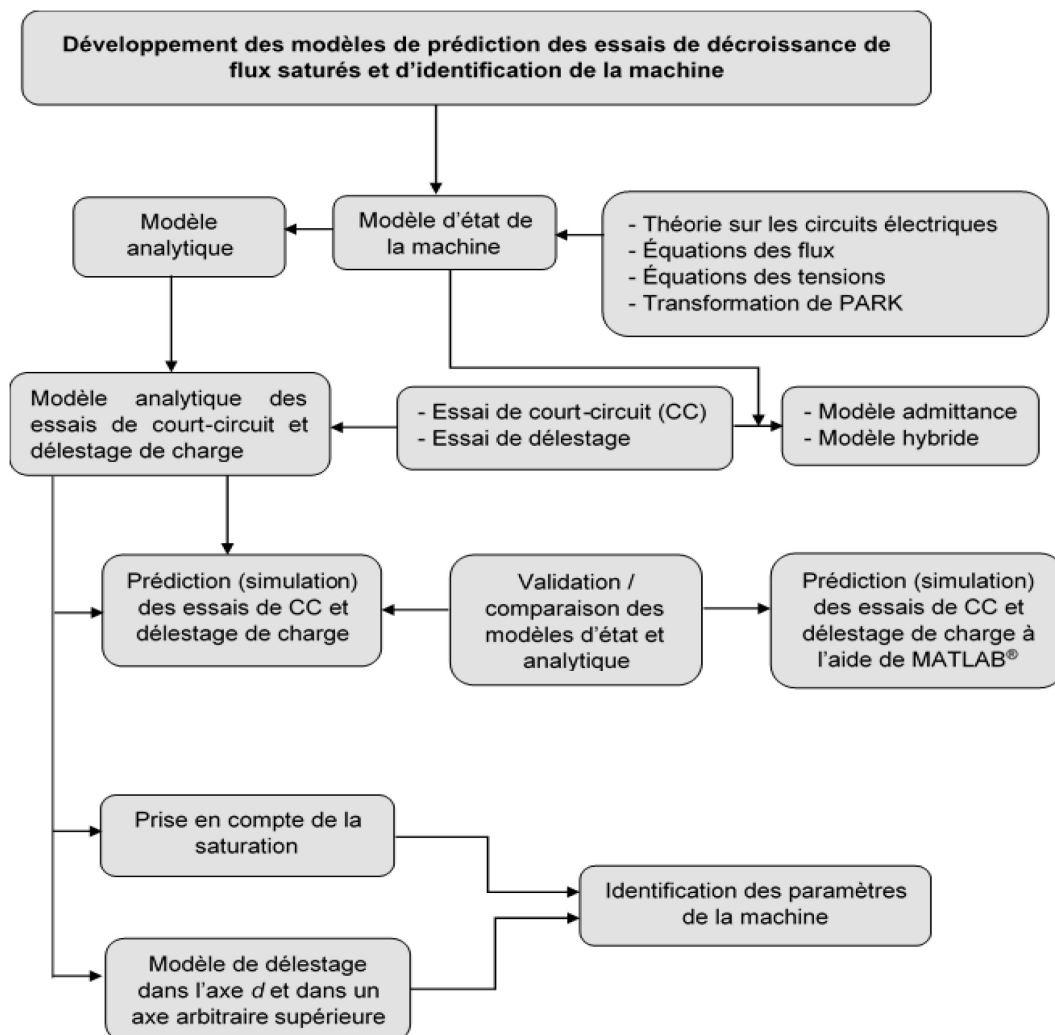 Développement des modèles de prédiction des essais de décroissance de
flux saturés et d'identification de la machine
Modèle
analytique
Modèle d'état de
la machine
- Théorie sur les circuits électriques
- Équations des flux
- Équations des tensions
- Transformation de PARK
Modèle analytique des
essais de court-circuit et
délestage de charge
- Essai de court-circuit (CC)
- Essai de délestage
- Modèle admittance
- Modèle hybride
Prédiction (simulation)
des essais de CC et
délestage de charge
Validation /
comparaison des
modèles d'état et
analytique
Prédiction (simulation)
des essais de CC et
délestage de charge à
l'aide de MATLAB®
Prise en compte de la
saturation
Identification des paramètres
de la machine
Modèle de délestage
dans l'axe d et dans un
axe arbitraire supérieure